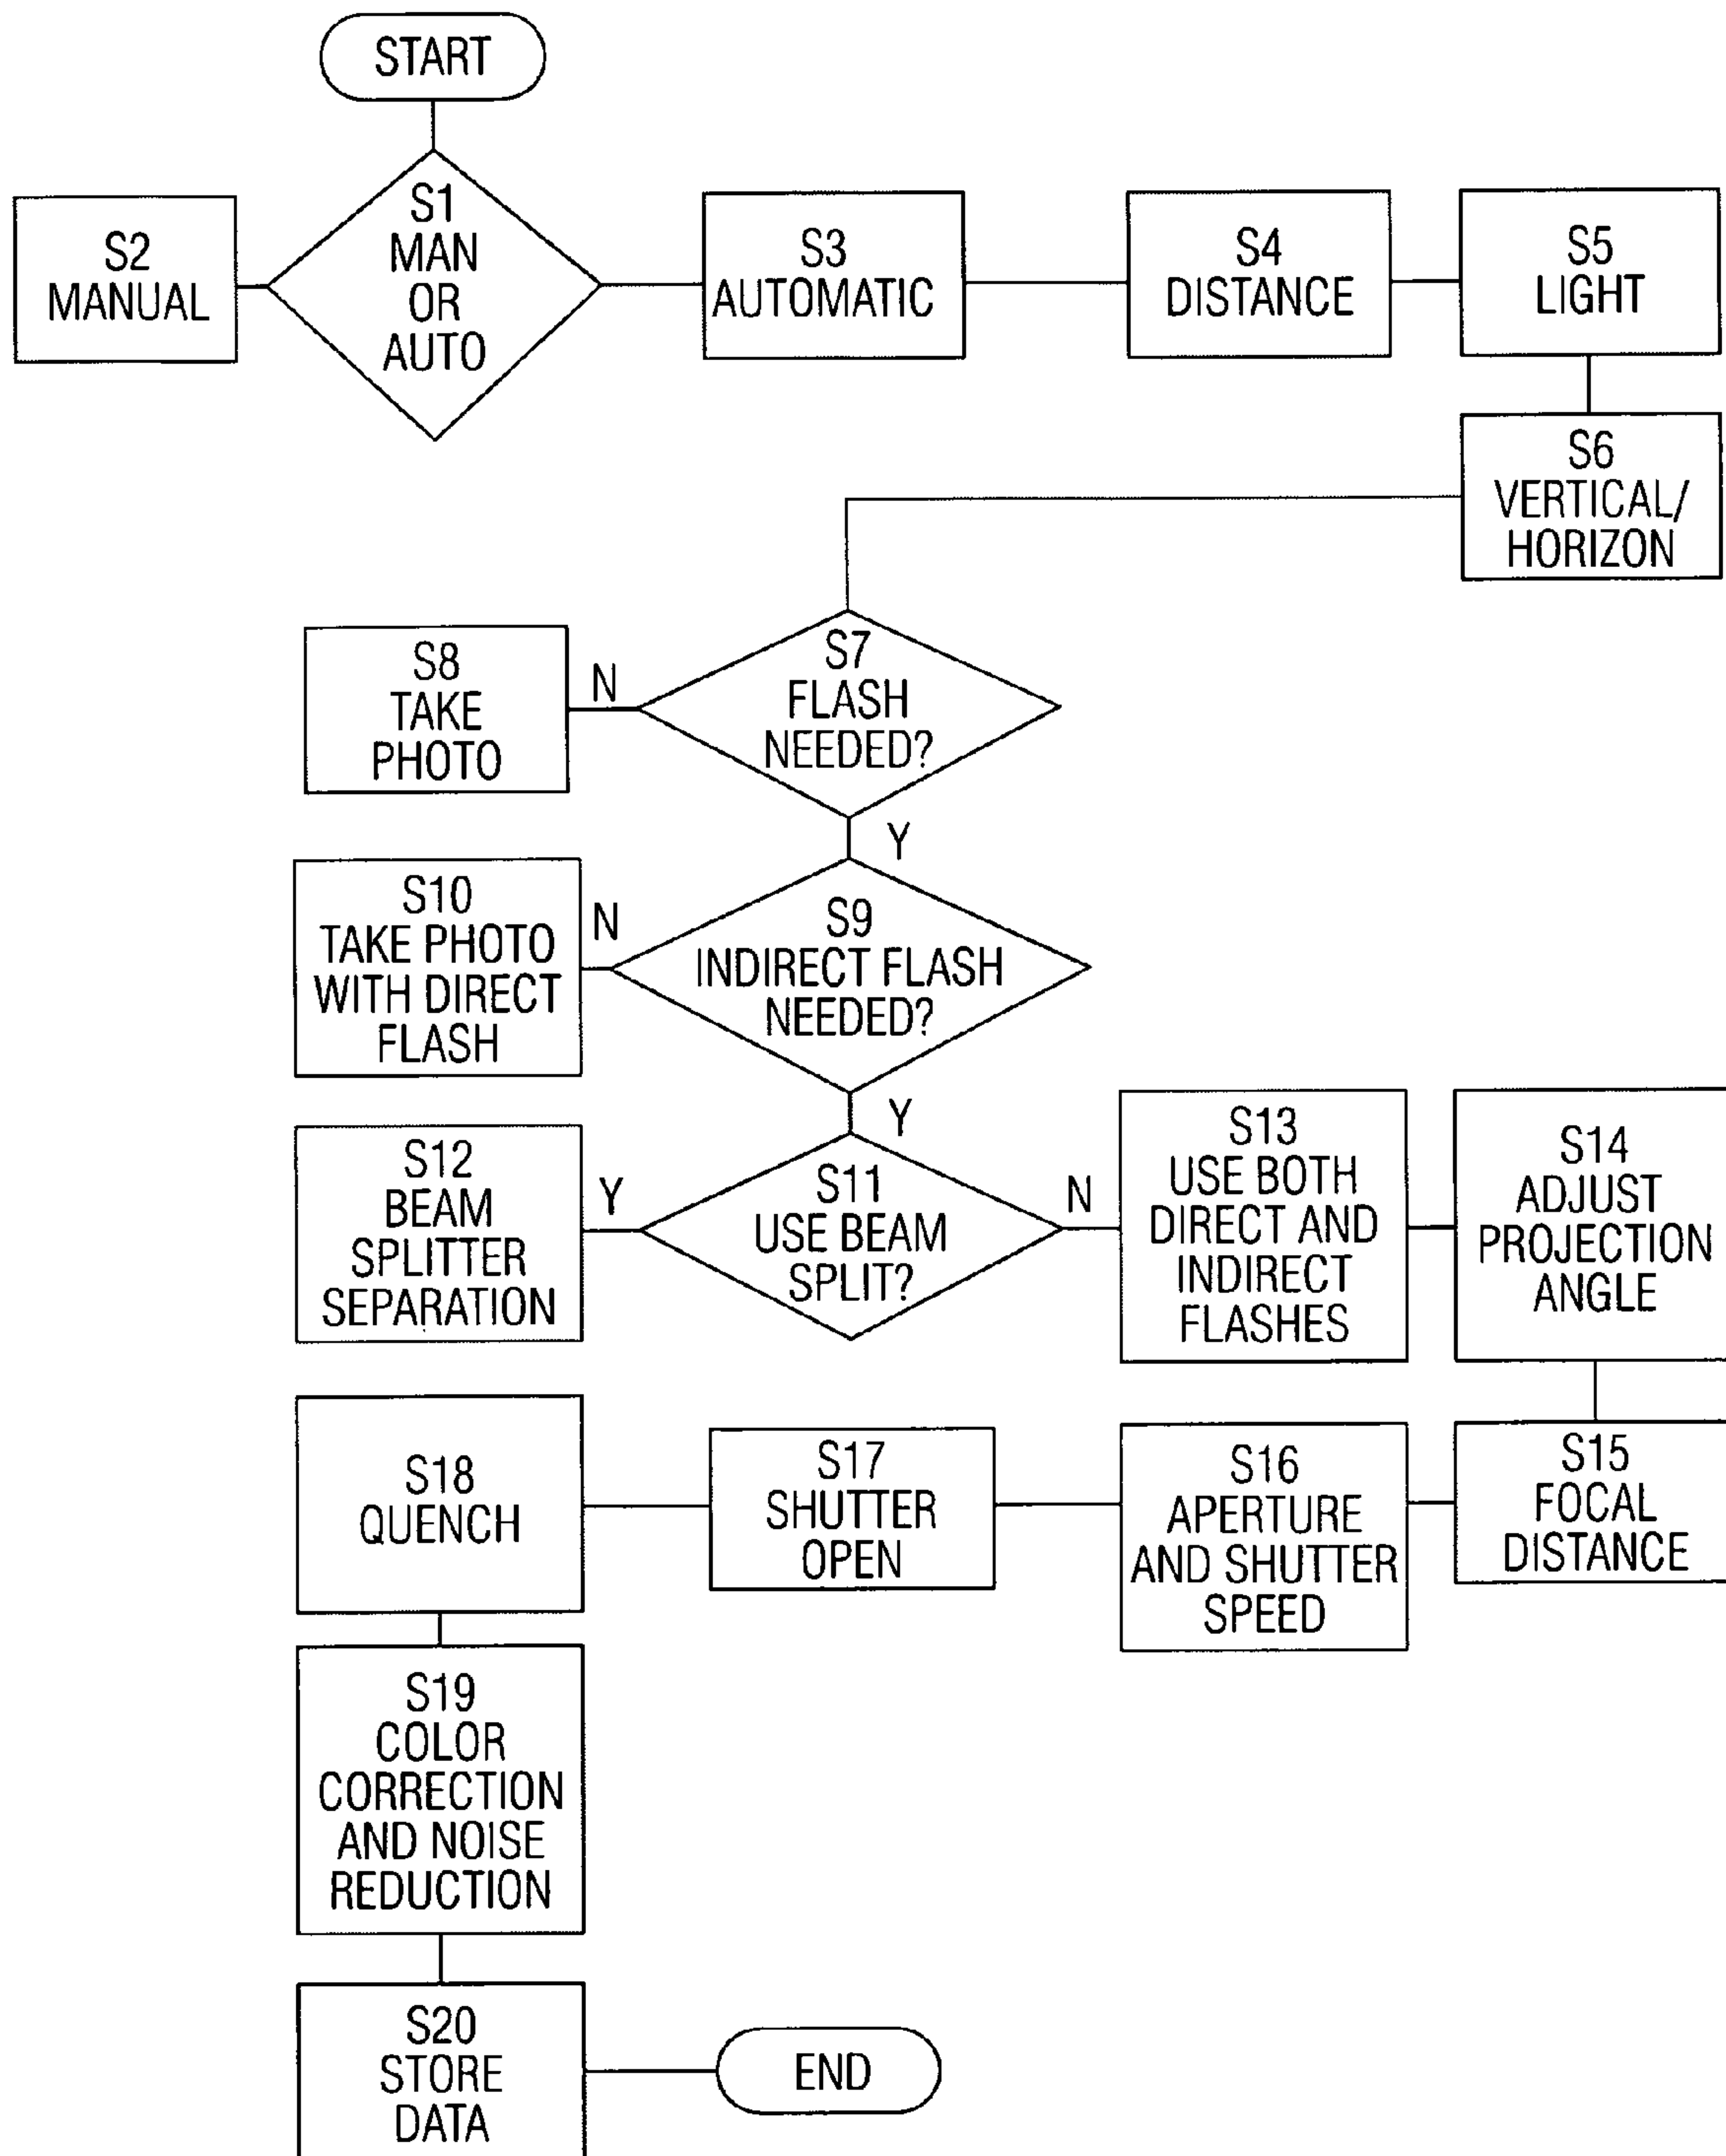 START
S1
MAN
OR
AUTO
S2
MANUAL
S3
AUTOMATIC
S4
DISTANCE
S5
LIGHT
S6
VERTICAL/
HORIZON
S7
FLASH
NEEDED?
N
S8
TAKE
PHOTO
Y
S9
INDIRECT FLASH
NEEDED?
N
S10
TAKE PHOTO
WITH DIRECT
FLASH
Y
S11
USE BEAM
SPLIT?
Y
S12
BEAM
SPLITTER
SEPARATION
N
S13
USE BOTH
DIRECT AND
INDIRECT
FLASHES
S14
ADJUST
PROJECTION
ANGLE
S15
FOCAL
DISTANCE
S16
APERTURE
AND SHUTTER
SPEED
S17
SHUTTER
OPEN
S18
QUENCH
S19
COLOR
CORRECTION
AND NOISE
REDUCTION
S20
STORE
DATA
END